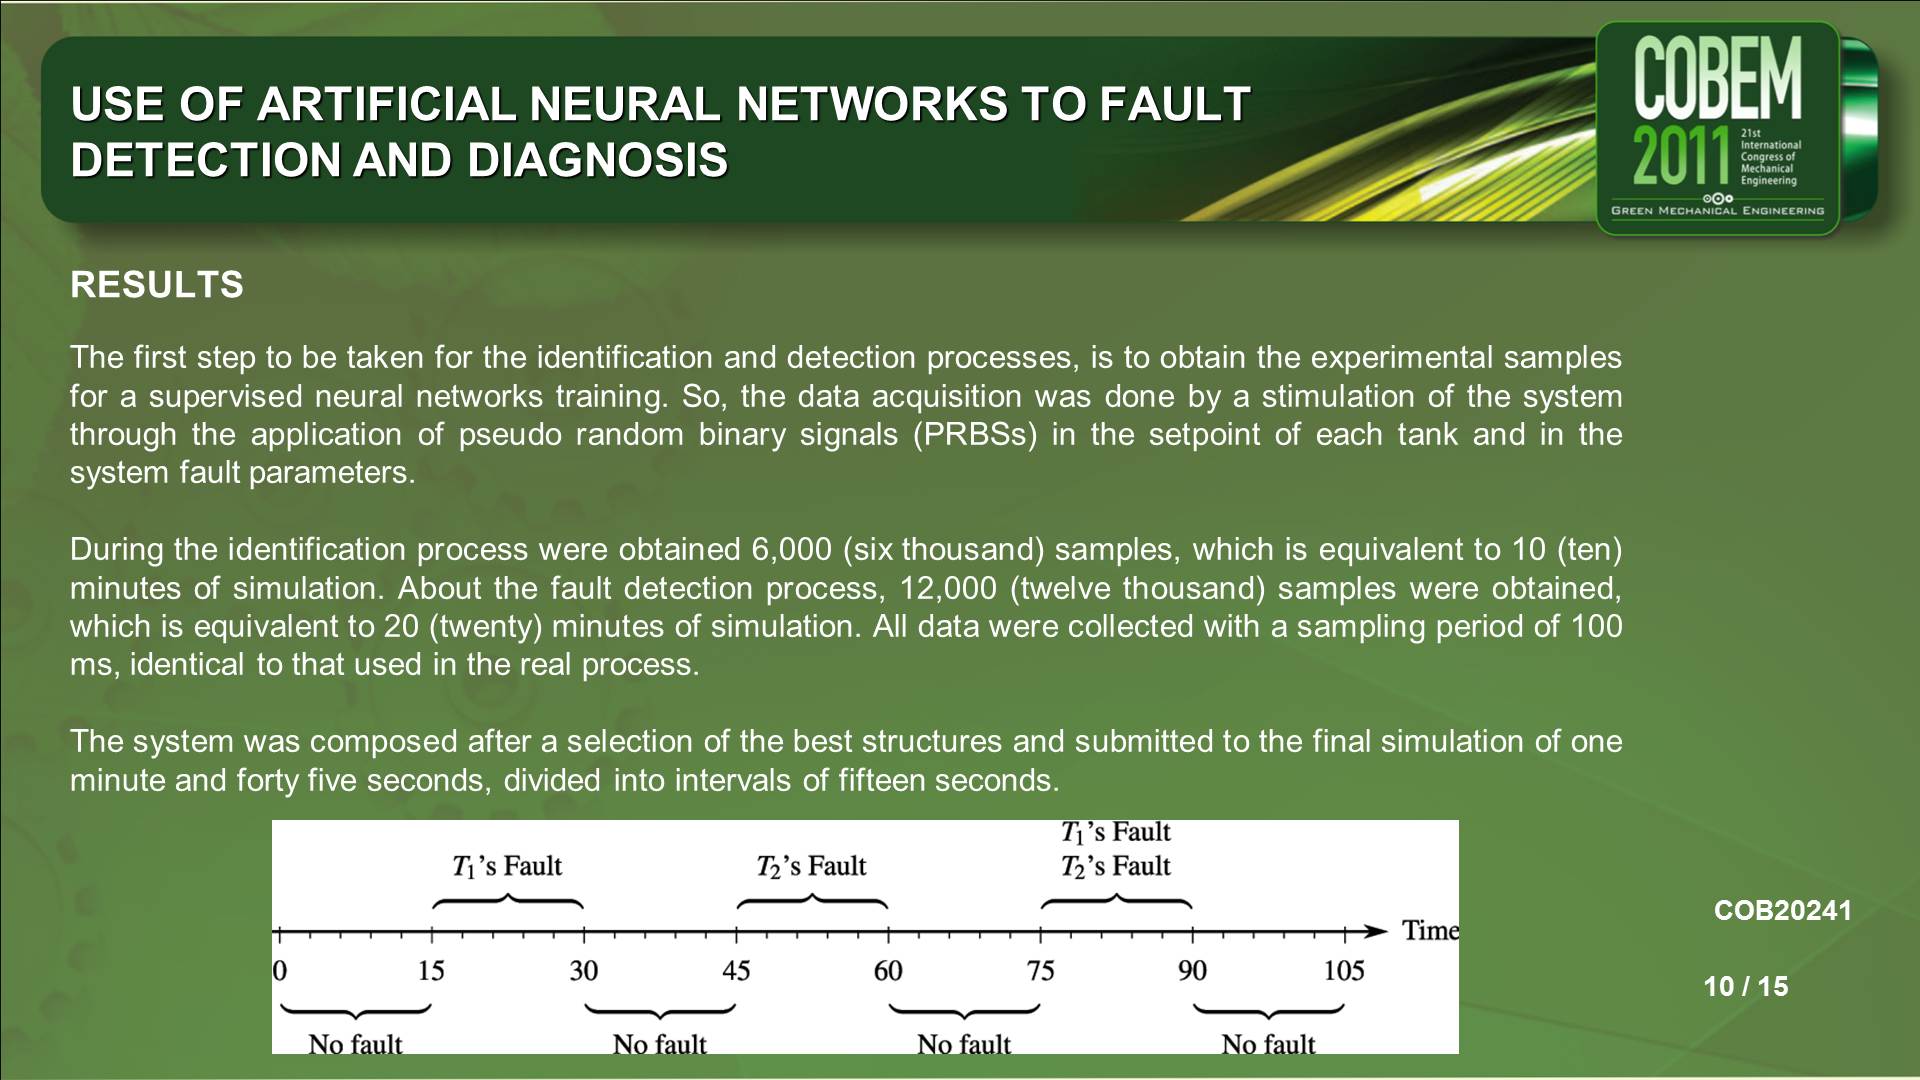 USE OF ARTIFICIAL NEURAL NETWORKS TO FAULT
DETECTION AND DIAGNOSIS
COBEM
2011
21st
International
Congress of
Mechanical
Engineering
GREEN MECHANICAL ENGINEERING
RESULTS
The first step to be taken for the identification and detection processes, is to obtain the experimental samples
for a supervised neural networks training. So, the data acquisition was done by a stimulation of the system
through the application of pseudo random binary signals (PRBSs) in the setpoint of each tank and in the
system fault parameters.
During the identification process were obtained 6,000 (six thousand) samples, which is equivalent to 10 (ten)
minutes of simulation. About the fault detection process, 12,000 (twelve thousand) samples were obtained,
which is equivalent to 20 (twenty) minutes of simulation. All data were collected with a sampling period of 100
ms, identical to that used in the real process.
The system was composed after a selection of the best structures and submitted to the final simulation of one
minute and forty five seconds, divided into intervals of fifteen seconds.
T1's Fault
T1's Fault T2's Fault T2's Fault
Time
0 15 30 45 60 75 90 105
No fault No fault No fault No fault
COB20241
10 / 15